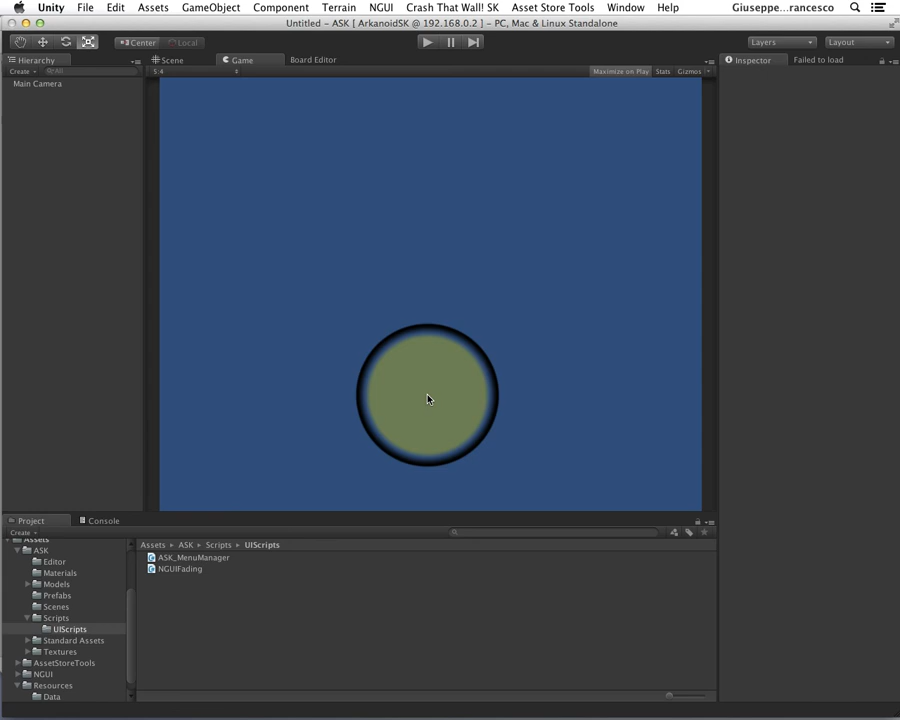 Unity File Edit Assets GameObject Component Terrain NGUI Crash That Wall! SK Asset Store Tools Window Help Giuseppe...rancesco
Untitled – ASK [ ArkanoidSK @ 192.168.0.2 ] – PC, Mac & Linux Standalone
Center Local Layers Layout
Hierarchy Scene Game Board Editor Inspector Failed to load
Create All 5:4 Maximize on Play Stats Gizmos
Main Camera
Project Console
Create
Assets Assets ASK Scripts UIScripts
ASK
ASK_MenuManager
Editor
NGUIFading
Materials
Models
Prefabs
Scenes
Scripts
UIScripts
Standard Assets
Textures
AssetStoreTools
NGUI
Resources
Data